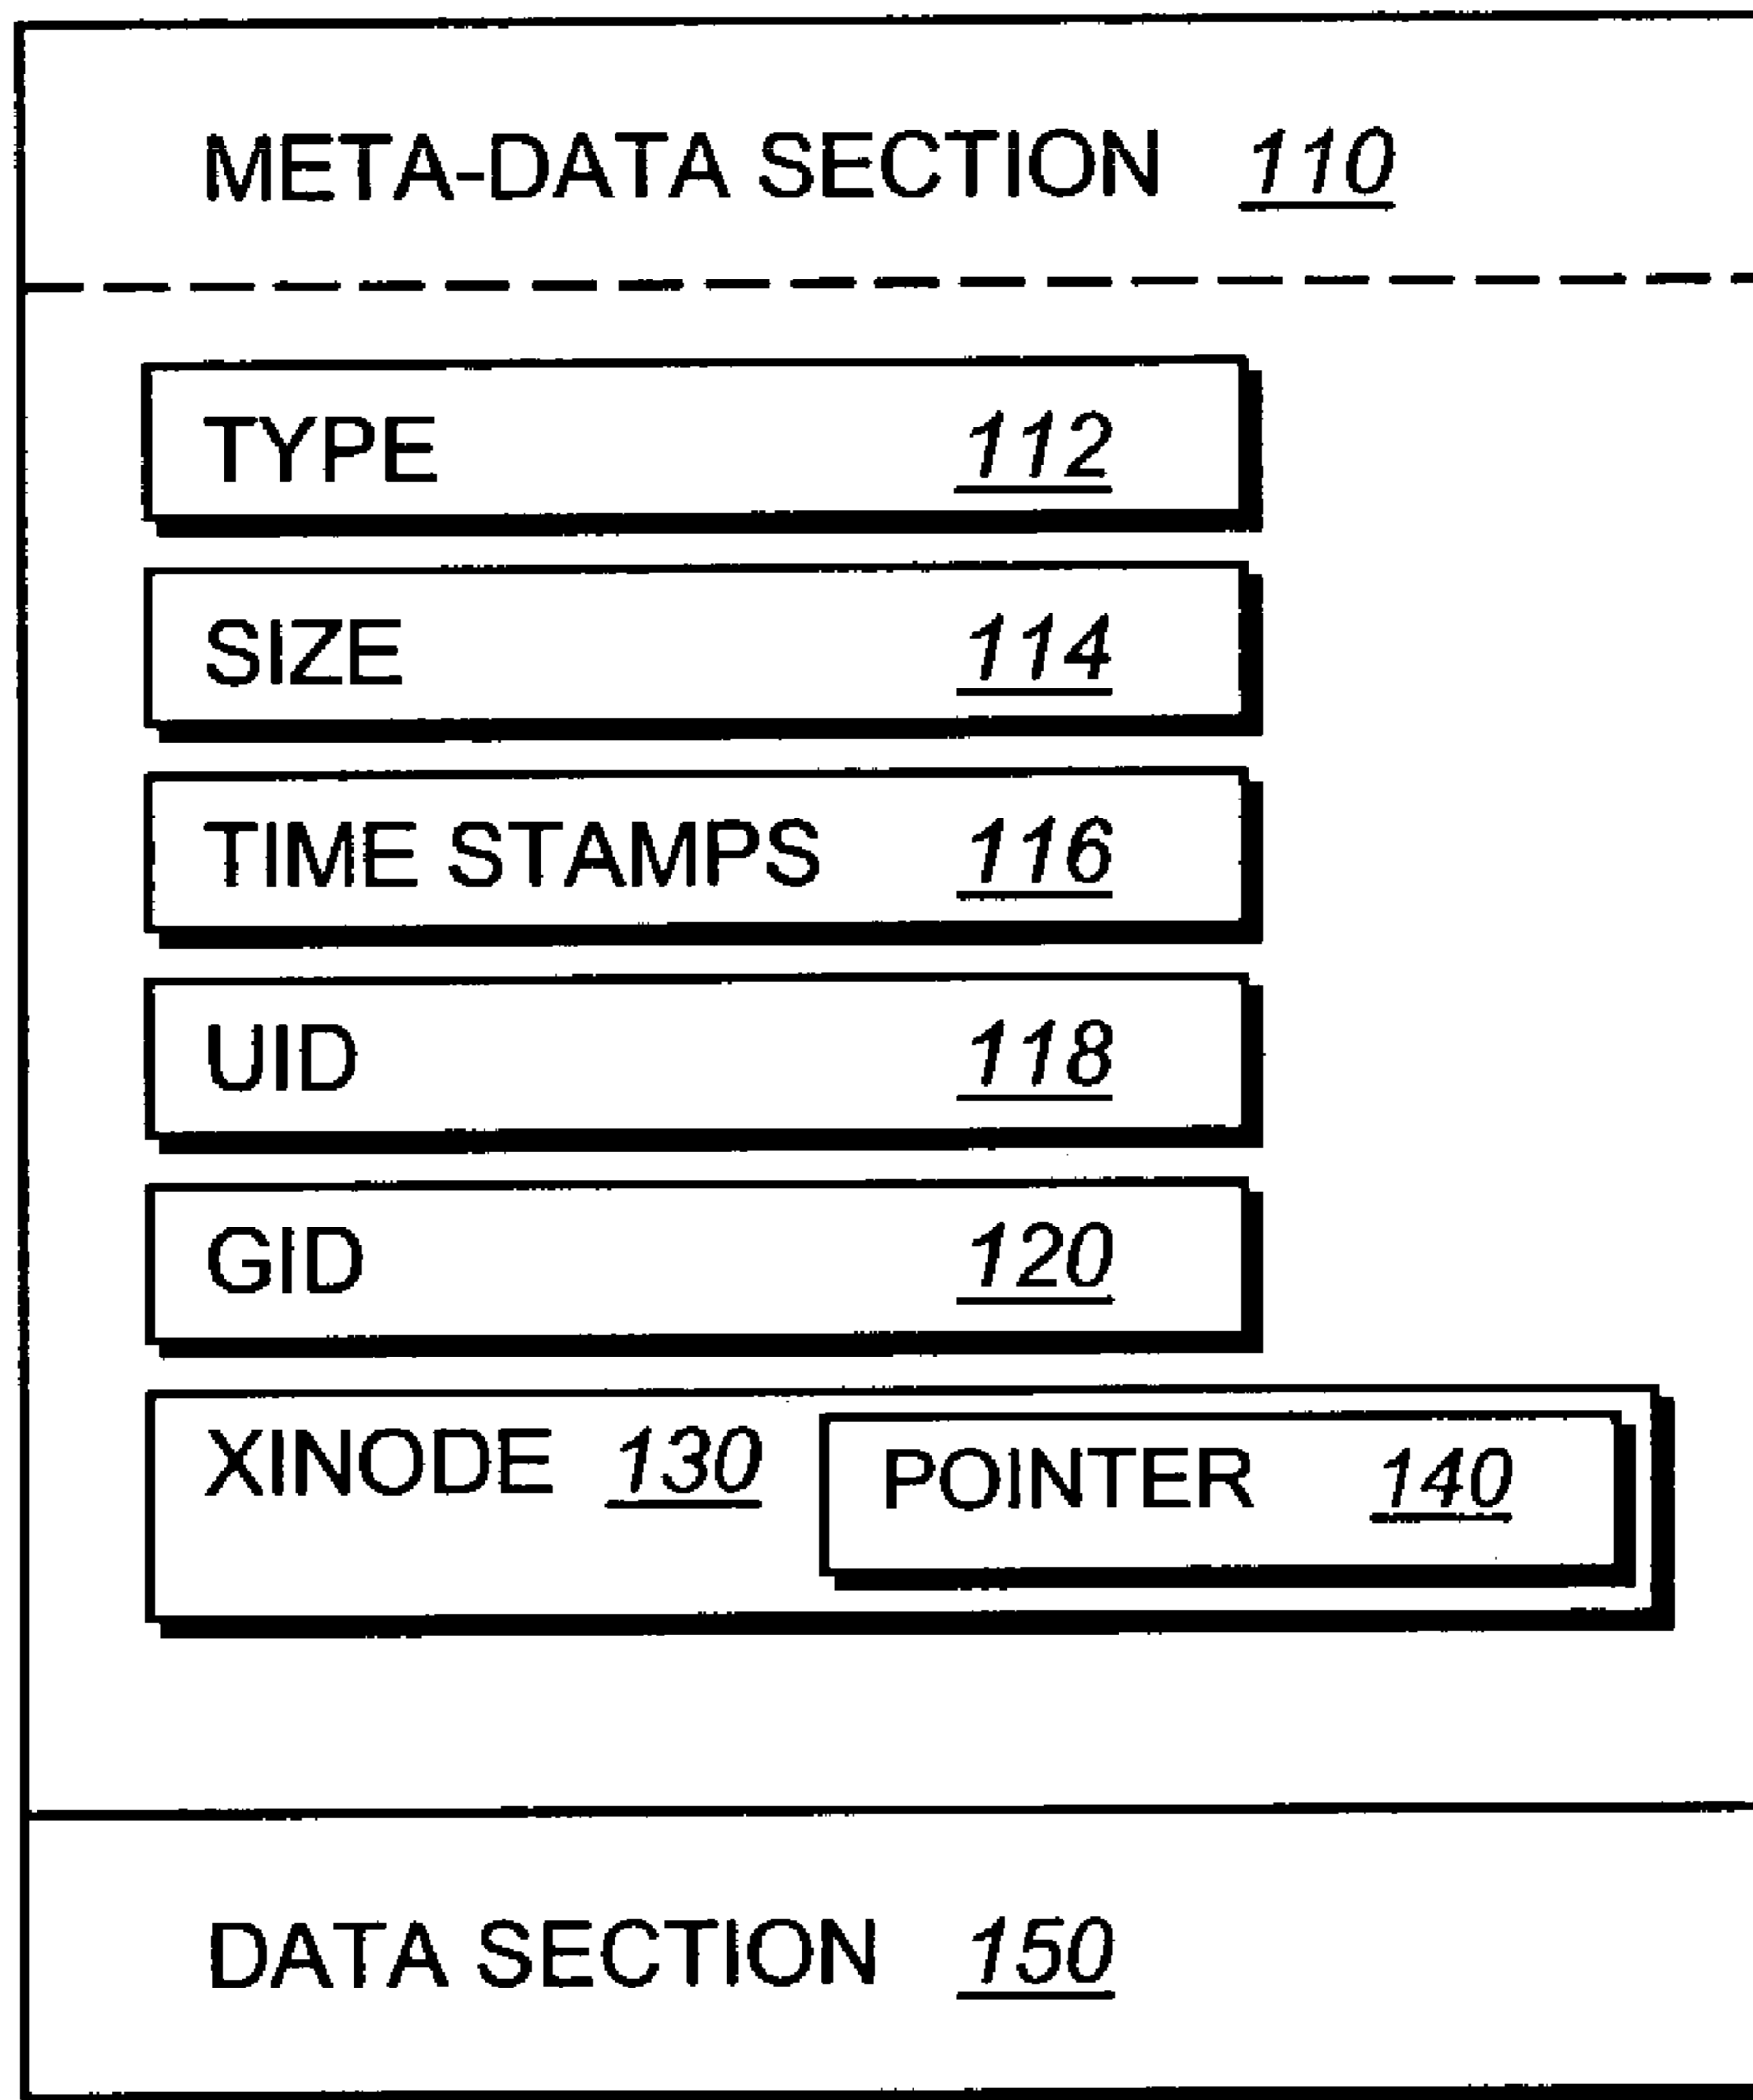 META-DATA SECTION 110
TYPE 112
SIZE 114
TIME STAMPS 116
UID 118
GID 120
XINODE 130 POINTER 140
DATA SECTION 150